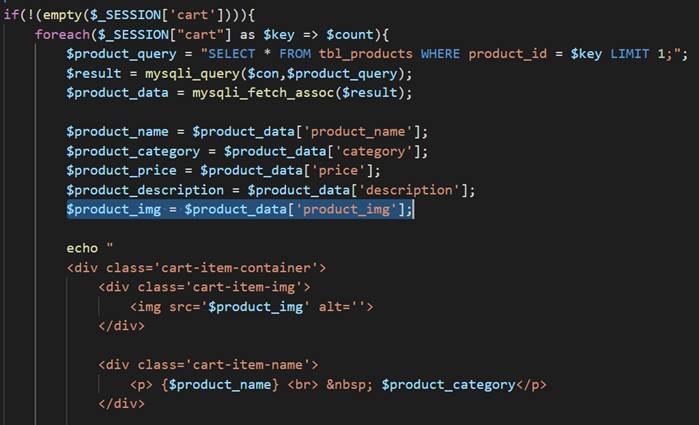 if(!(empty($_SESSION['cart']))){
foreach($_SESSION["cart"] as $key => $count){
$product_query = "SELECT * FROM tbl_products WHERE product_id = $key LIMIT 1;";
$result = mysqli_query($con,$product_query);
$product_data = mysqli_fetch_assoc($result);
$product_name = $product_data['product_name'];
$product_category = $product_data['category'];
$product_price = $product_data['price'];
$product_description = $product_data['description'];
$product_img = $product_data['product_img'];
echo "
<div class='cart-item-container'>
<div class='cart-item-img'>
<img src='$product_img' alt=''>
</div>
<div class='cart-item-name'>
<p> {$product_name} <br> &nbsp; $product_category</p>
</div>